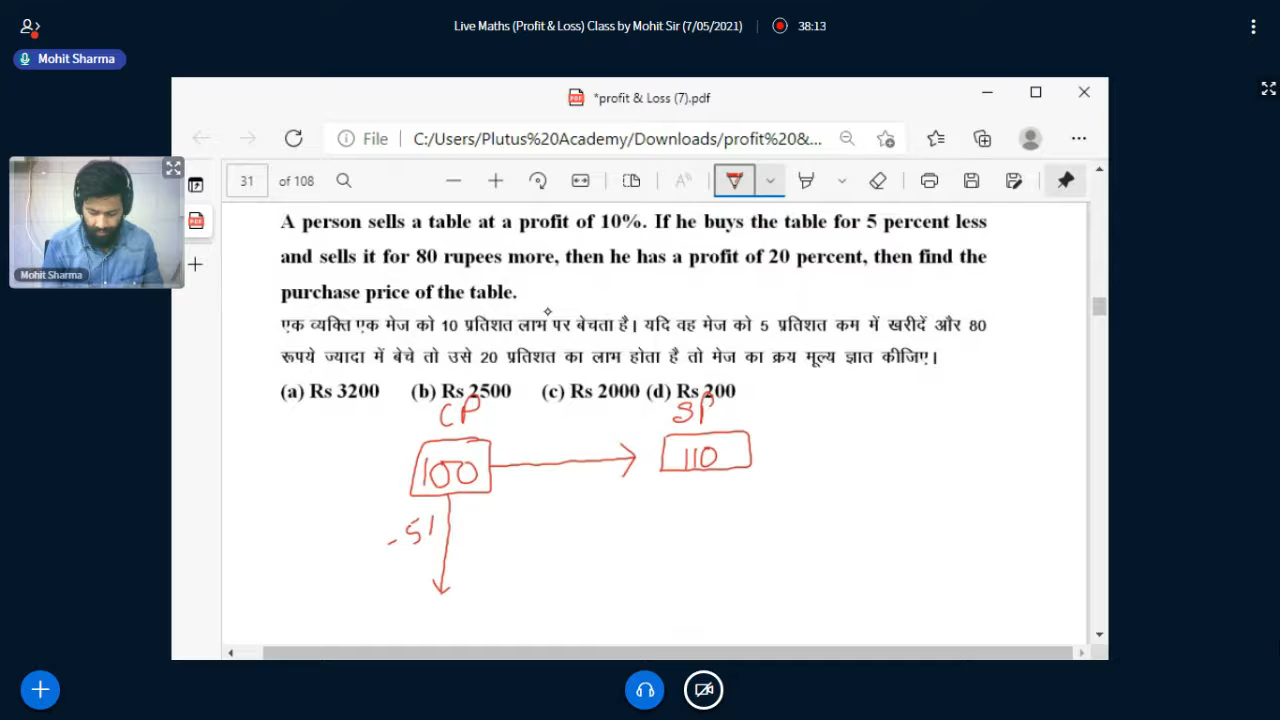 Live Maths (Profit & Loss) Class by Mohit Sir (7/05/2021) 38:13
Mohit Sharma
*profit & Loss (7).pdf
File C:/Users/Plutus%20Academy/Downloads/profit%20&...
31 of 108
Mohit Sharma
A person sells a table at a profit of 10%. If he buys the table for 5 percent less
and sells it for 80 rupees more, then he has a profit of 20 percent, then find the
purchase price of the table.
एक व्यक्ति एक मेज को 10 प्रतिशत लाभ पर बेचता है। यदि वह मेज को 5 प्रतिशत कम में खरीदें और 80
रूपये ज्यादा में बेचे तो उसे 20 प्रतिशत का लाभ होता है तो मेज का क्रय मूल्य ज्ञात कीजिए।
(a) Rs 3200 (b) Rs 2500 (c) Rs 2000 (d) Rs 200
CP SP
100 110
-5